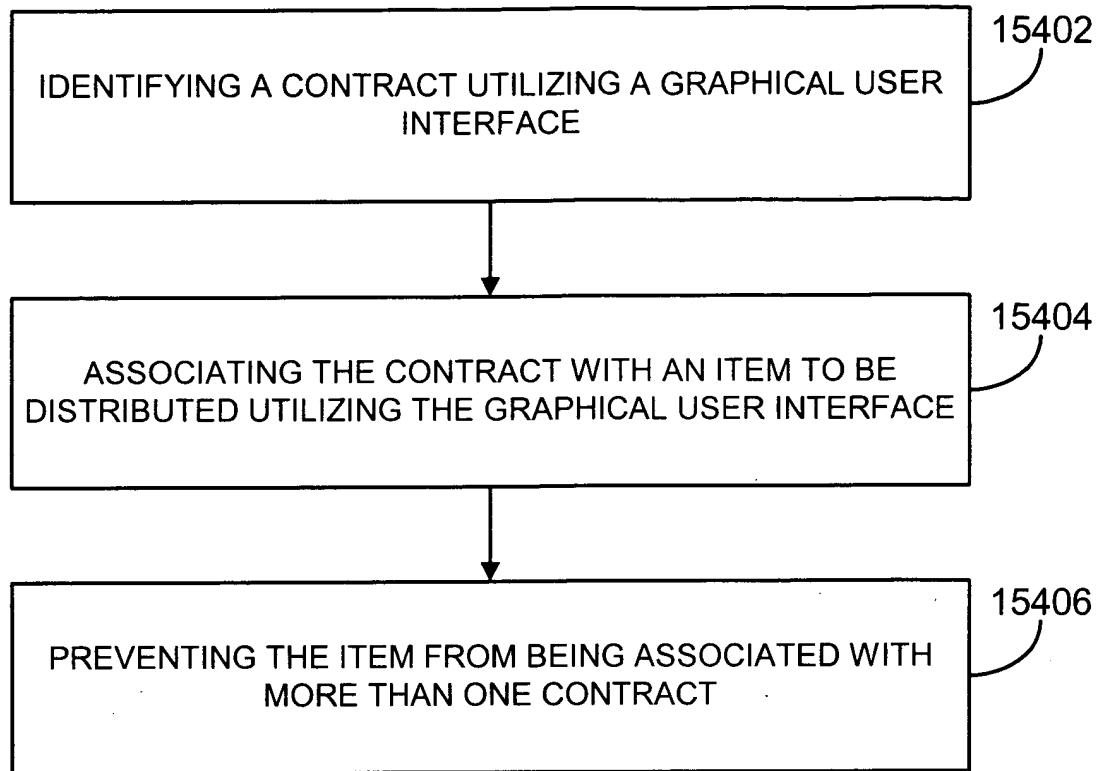 15402
IDENTIFYING A CONTRACT UTILIZING A GRAPHICAL USER
INTERFACE
15404
ASSOCIATING THE CONTRACT WITH AN ITEM TO BE
DISTRIBUTED UTILIZING THE GRAPHICAL USER INTERFACE
15406
PREVENTING THE ITEM FROM BEING ASSOCIATED WITH
MORE THAN ONE CONTRACT